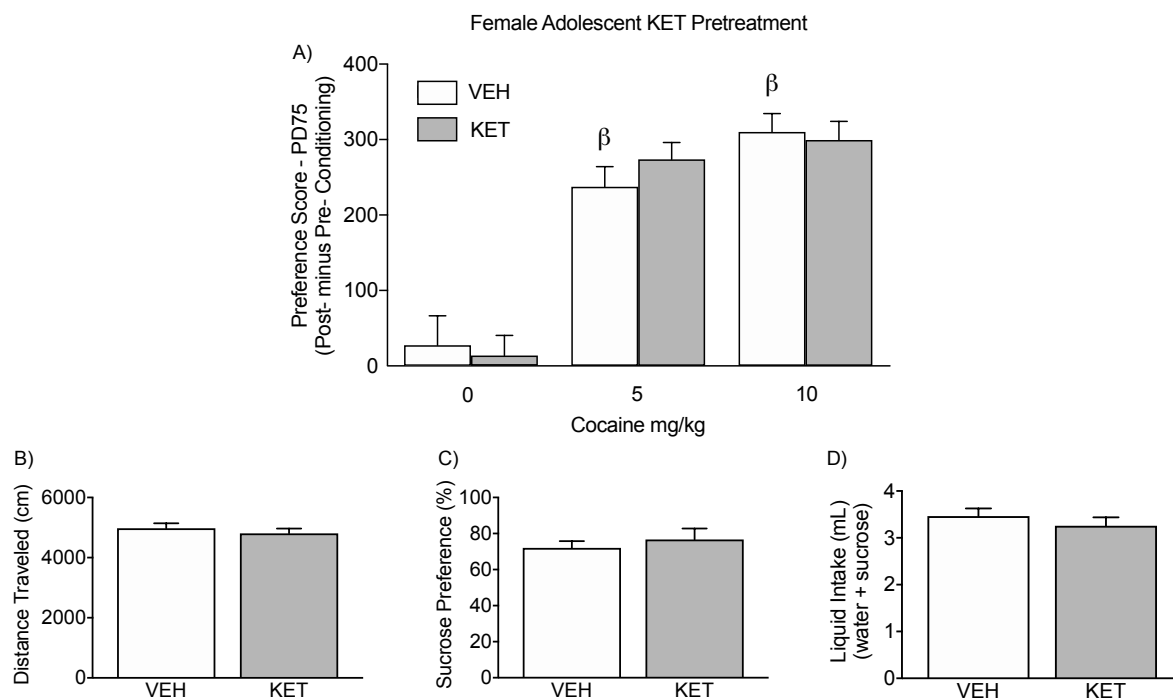 Female Adolescent KET Pretreatment
A)
Preference Score - PD75
(Post- minus Pre- Conditioning)
400
300
200
100
0
VEH
KET
β
β
0
5
10
Cocaine mg/kg
B)
Distance Traveled (cm)
6000
4000
2000
0
VEH
KET
C)
Sucrose Preference (%)
100
80
60
40
20
0
VEH
KET
D)
Liquid Intake (mL)
(water + sucrose)
4
3
2
1
0
VEH
KET